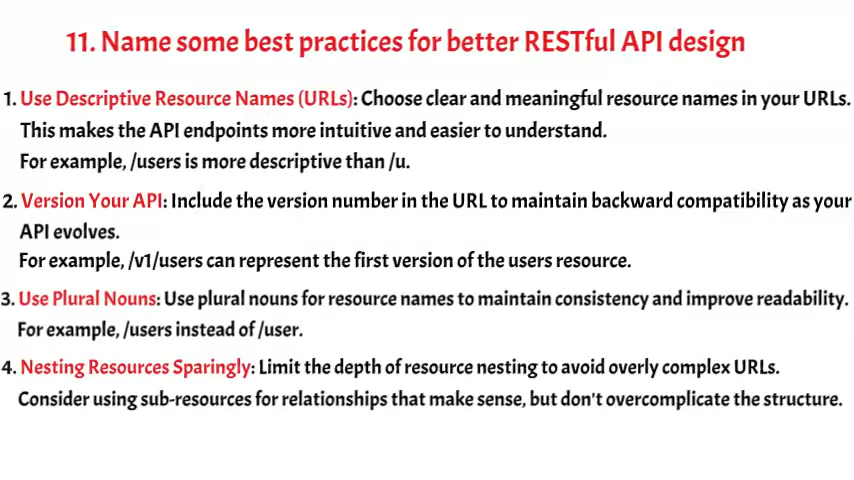 11. Name some best practices for better RESTful API design
1. Use Descriptive Resource Names (URLs): Choose clear and meaningful resource names in your URLs.
This makes the API endpoints more intuitive and easier to understand.
For example, /users is more descriptive than /u.
2. Version Your API: Include the version number in the URL to maintain backward compatibility as your
API evolves.
For example, /v1/users can represent the first version of the users resource.
3. Use Plural Nouns: Use plural nouns for resource names to maintain consistency and improve readability.
For example, /users instead of /user.
4. Nesting Resources Sparingly: Limit the depth of resource nesting to avoid overly complex URLs.
Consider using sub-resources for relationships that make sense, but don't overcomplicate the structure.